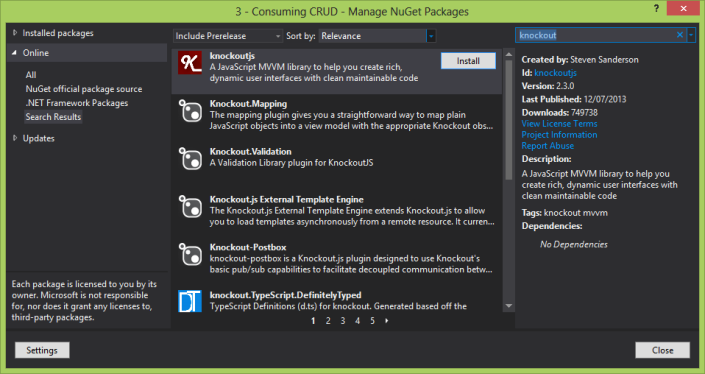 3 - Consuming CRUD - Manage NuGet Packages
? ×
Installed packages
Online
All
NuGet official package source
.NET Framework Packages
Search Results
Updates
Each package is licensed to you by its
owner. Microsoft is not responsible
for, nor does it grant any licenses to,
third-party packages.
Include Prerelease Sort by: Relevance
K
knockoutjs
A JavaScript MVVM library to help you create rich,
dynamic user interfaces with clean maintainable code
Install
Knockout.Mapping
The mapping plugin gives you a straightforward way to map plain
JavaScript objects into a view model with the appropriate Knockout obs...
Knockout.Validation
A Validation Library plugin for KnockoutJS
Knockout.js External Template Engine
The Knockout.js External Template Engine extends Knockout.js to allow
you to load templates asynchronously from a remote resource. It curren...
Knockout-Postbox
knockout-postbox is a Knockout.js plugin designed to use Knockout's
basic pub/sub capabilities to facilitate decoupled communication betw...
DT
knockout.TypeScript.DefinitelyTyped
TypeScript Definitions (d.ts) for knockout. Generated based off the
1 2 3 4 5
knockout ×
Created by: Steven Sanderson
Id: knockoutjs
Version: 2.3.0
Last Published: 12/07/2013
Downloads: 749738
View License Terms
Project Information
Report Abuse
Description:
A JavaScript MVVM library to help you
create rich, dynamic user interfaces with
clean maintainable code
Tags: knockout mvvm
Dependencies:
No Dependencies
Settings
Close